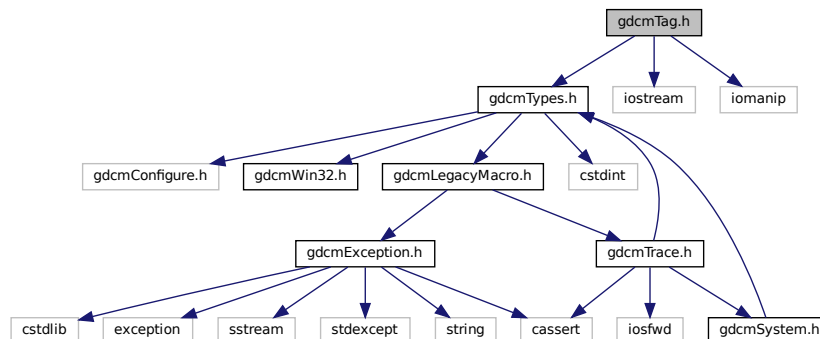 gdcmTag.h
gdcmTypes.h
iostream
iomanip
gdcmConfigure.h
gdcmWin32.h
gdcmLegacyMacro.h
cstdint
gdcmException.h
gdcmTrace.h
cstdlib
exception
sstream
stdexcept
string
cassert
iosfwd
gdcmSystem.h